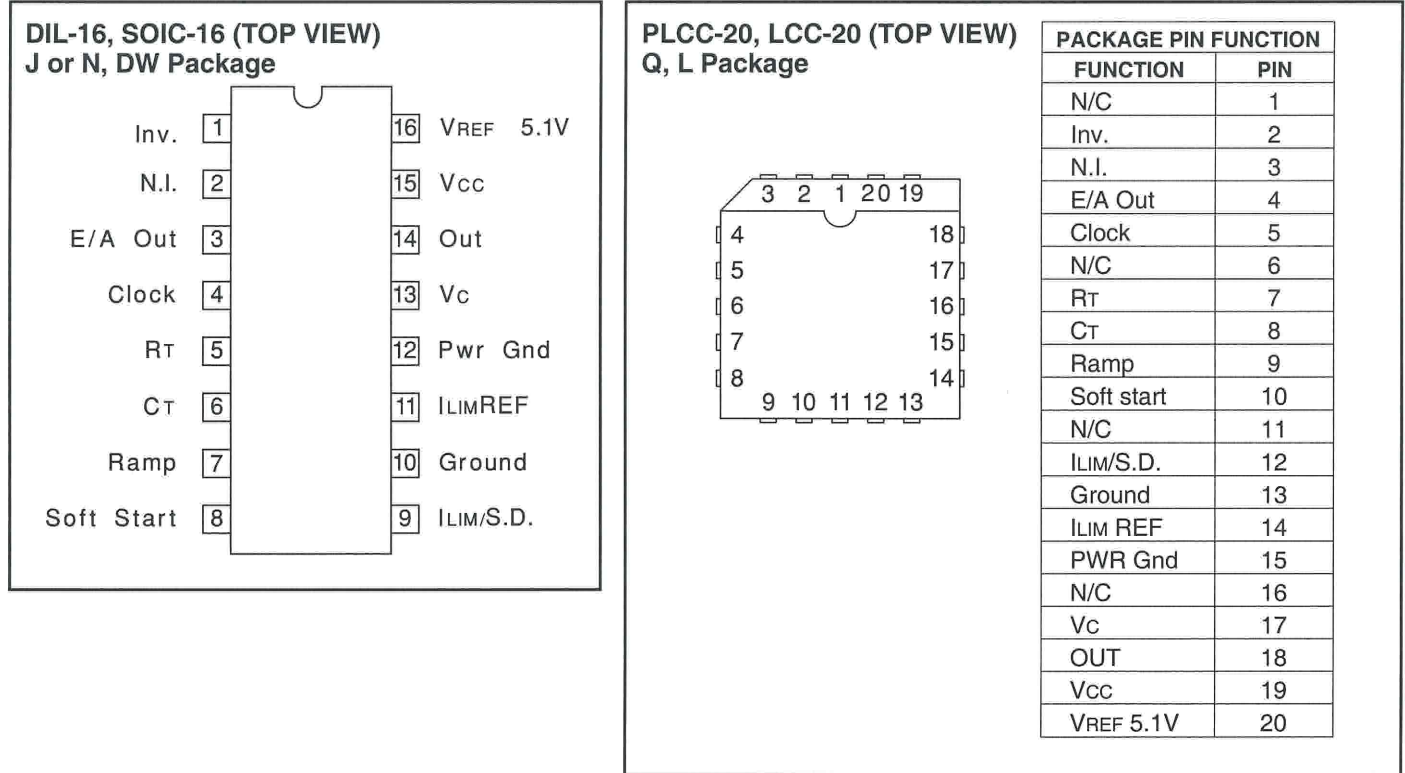 DIL-16, SOIC-16 (TOP VIEW)
J or N, DW Package
Inv. 1
16 VREF 5.1V
N.I. 2
15 VCC
E/A Out 3
14 Out
Clock 4
13 VC
RT 5
12 Pwr Gnd
CT 6
11 ILIMREF
Ramp 7
10 Ground
Soft Start 8
9 ILIM/S.D.
PLCC-20, LCC-20 (TOP VIEW)
Q, L Package
3 2 1 20 19
4 18
5 17
6 16
7 15
8 14
9 10 11 12 13
PACKAGE PIN FUNCTION
FUNCTION PIN
N/C 1
Inv. 2
N.I. 3
E/A Out 4
Clock 5
N/C 6
RT 7
CT 8
Ramp 9
Soft start 10
N/C 11
ILIM/S.D. 12
Ground 13
ILIM REF 14
PWR Gnd 15
N/C 16
VC 17
OUT 18
VCC 19
VREF 5.1V 20